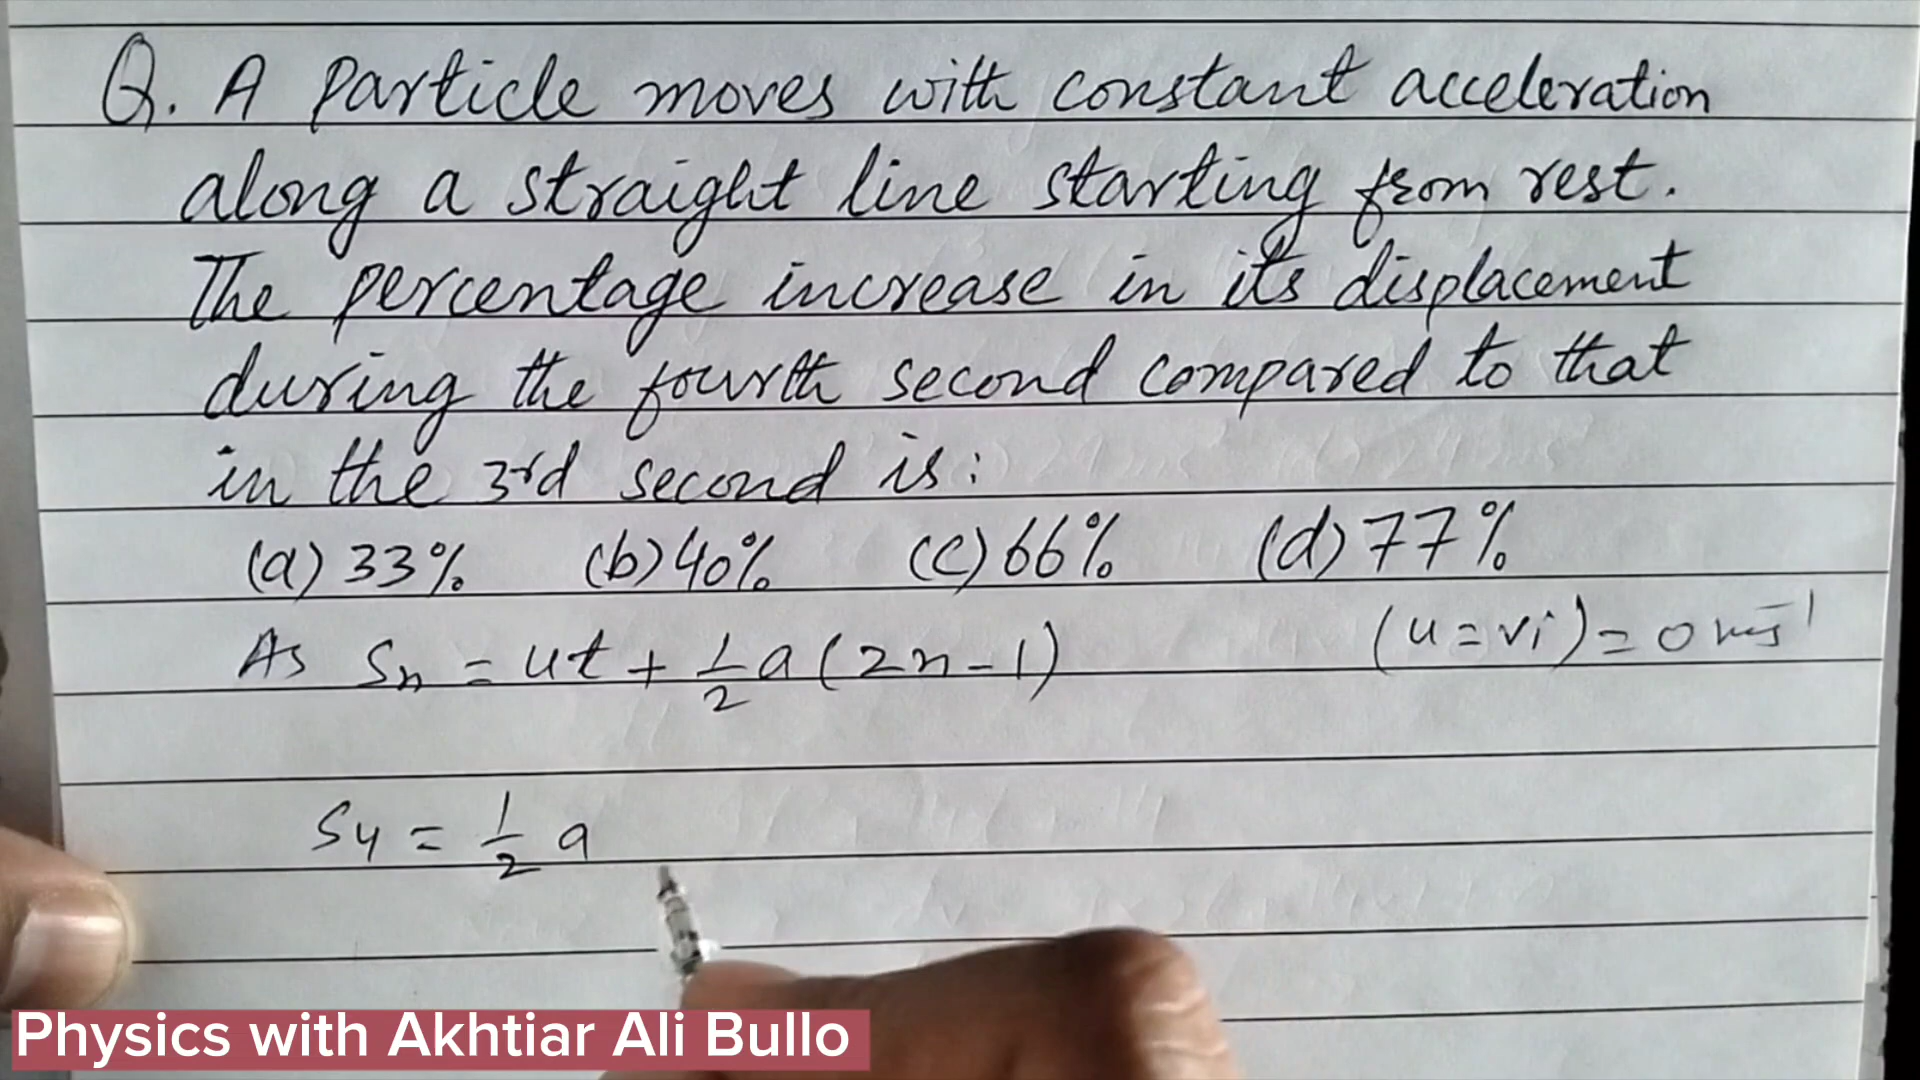 Q. A Particle moves with constant acceleration
along a straight line starting from rest.
The percentage increase in its displacement
during the fourth second compared to that
in the 3rd second is:
(a) 33% (b) 40% (c) 66% (d) 77%
As Sn = ut + 1/2 a (2n - 1) (u = vi) = 0 ms⁻¹
S4 = 1/2 a
Physics with Akhtiar Ali Bullo